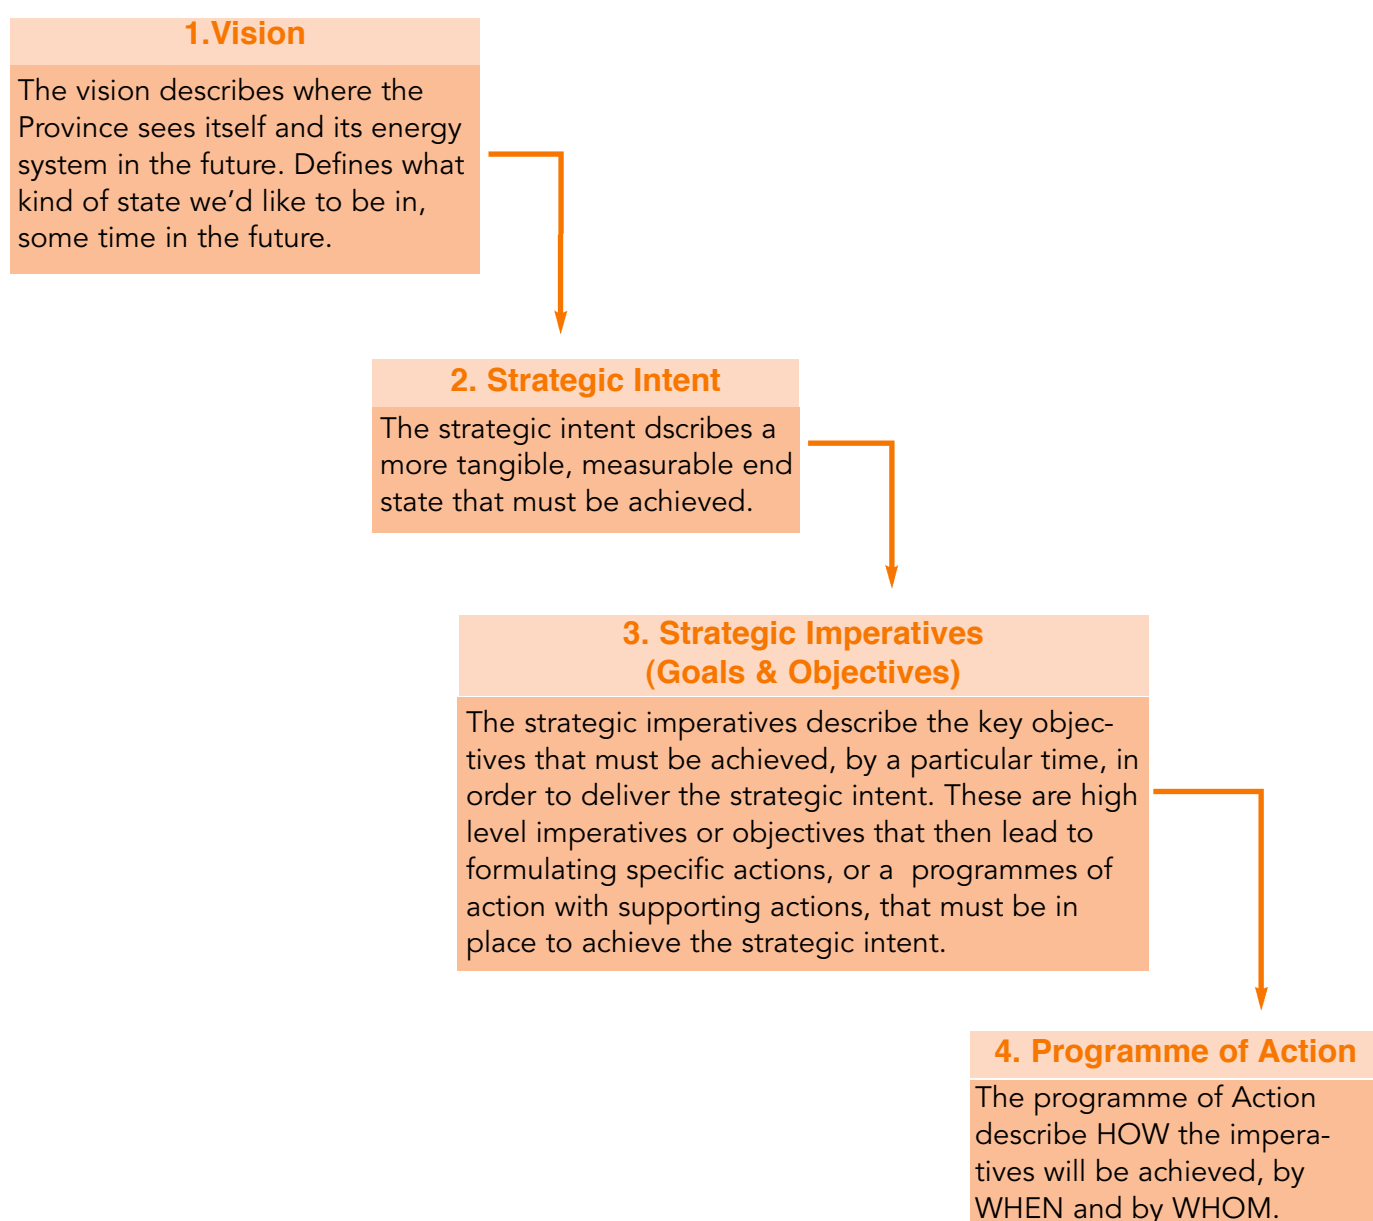 1.Vision
The vision describes where the
Province sees itself and its energy
system in the future. Defines what
kind of state we’d like to be in,
some time in the future.
2. Strategic Intent
The strategic intent dscribes a
more tangible, measurable end
state that must be achieved.
3. Strategic Imperatives
(Goals & Objectives)
The strategic imperatives describe the key objec-
tives that must be achieved, by a particular time, in
order to deliver the strategic intent. These are high
level imperatives or objectives that then lead to
formulating specific actions, or a  programmes of
action with supporting actions, that must be in
place to achieve the strategic intent.
4. Programme of Action
The programme of Action
describe HOW the impera-
tives will be achieved, by
WHEN and by WHOM.